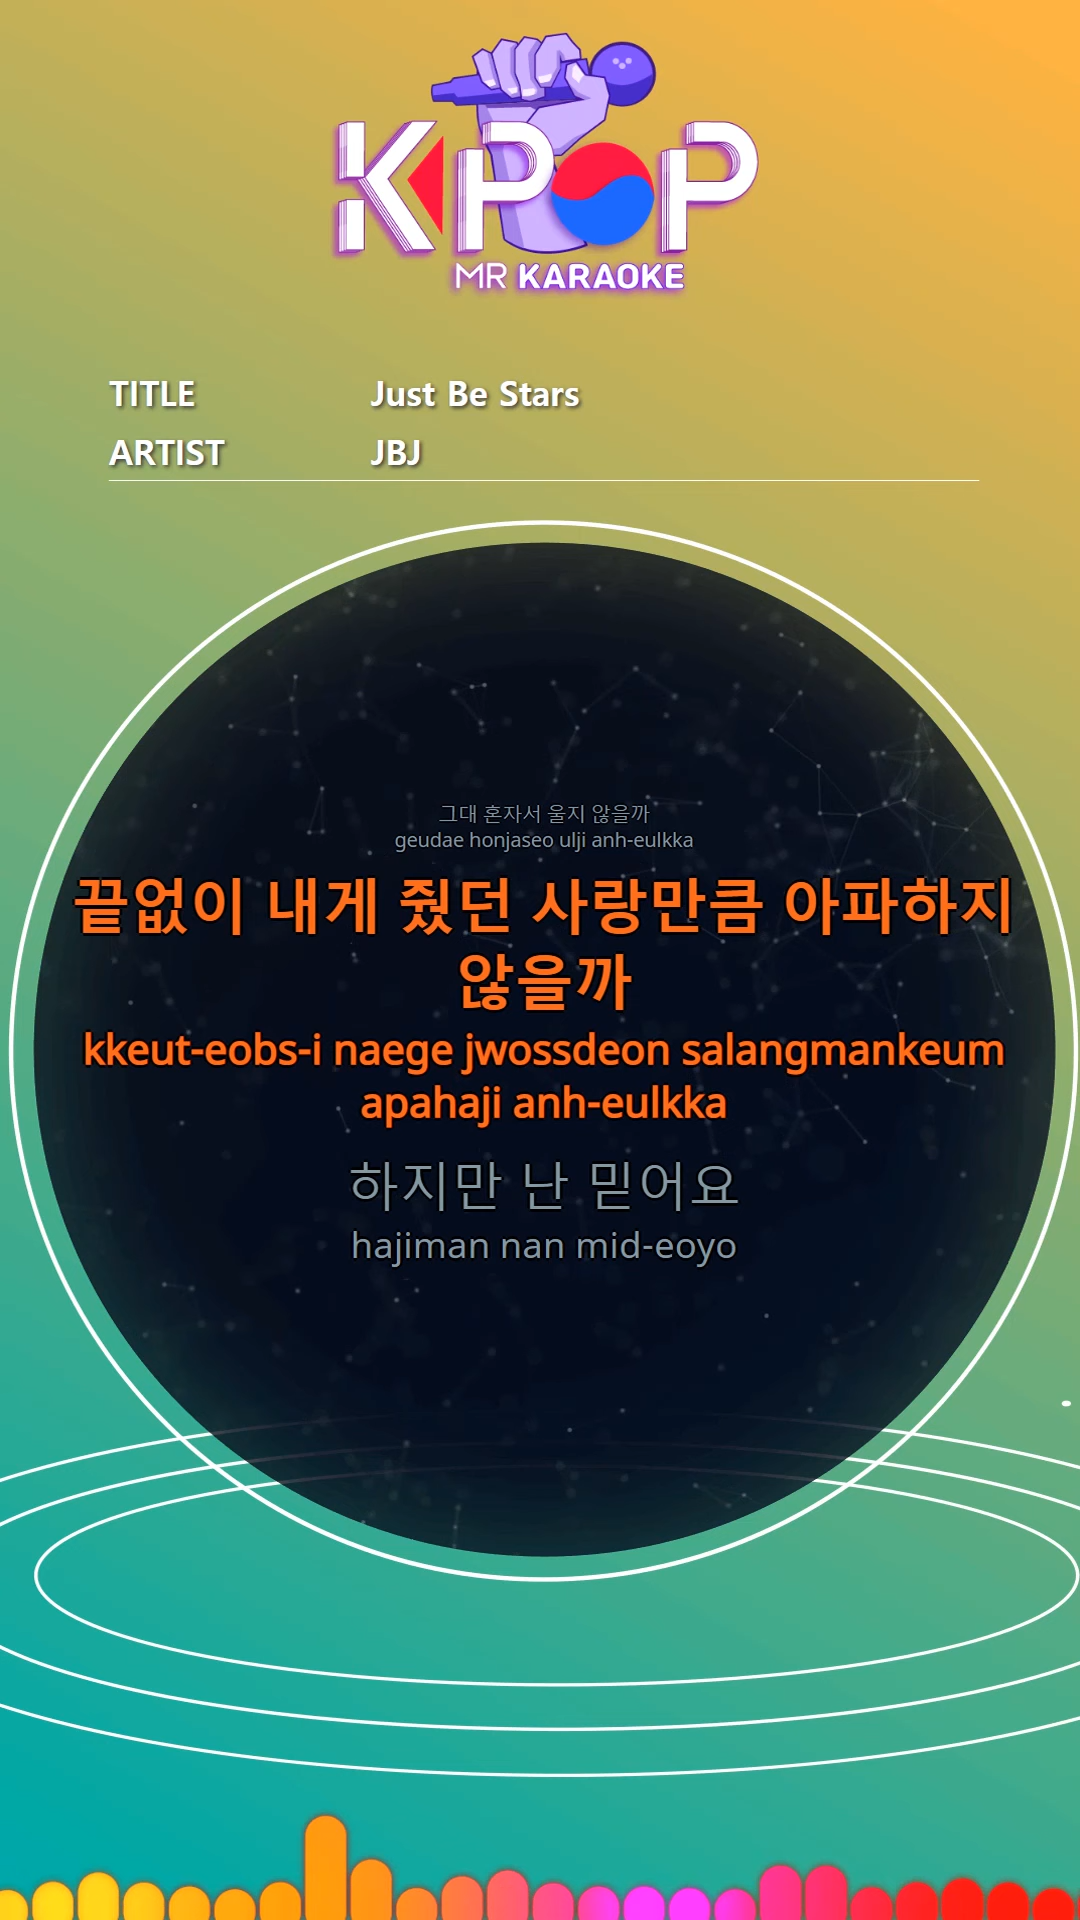 KPOP
MR KARAOKE
TITLE Just Be Stars
ARTIST JBJ
그대 혼자서 울지 않을까
geudae honjaseo ulji anh-eulkka
끝없이 내게 줬던 사랑만큼 아파하지
않을까
kkeut-eobs-i naege jwossdeon salangmankeum
apahaji anh-eulkka
하지만 난 믿어요
hajiman nan mid-eoyo